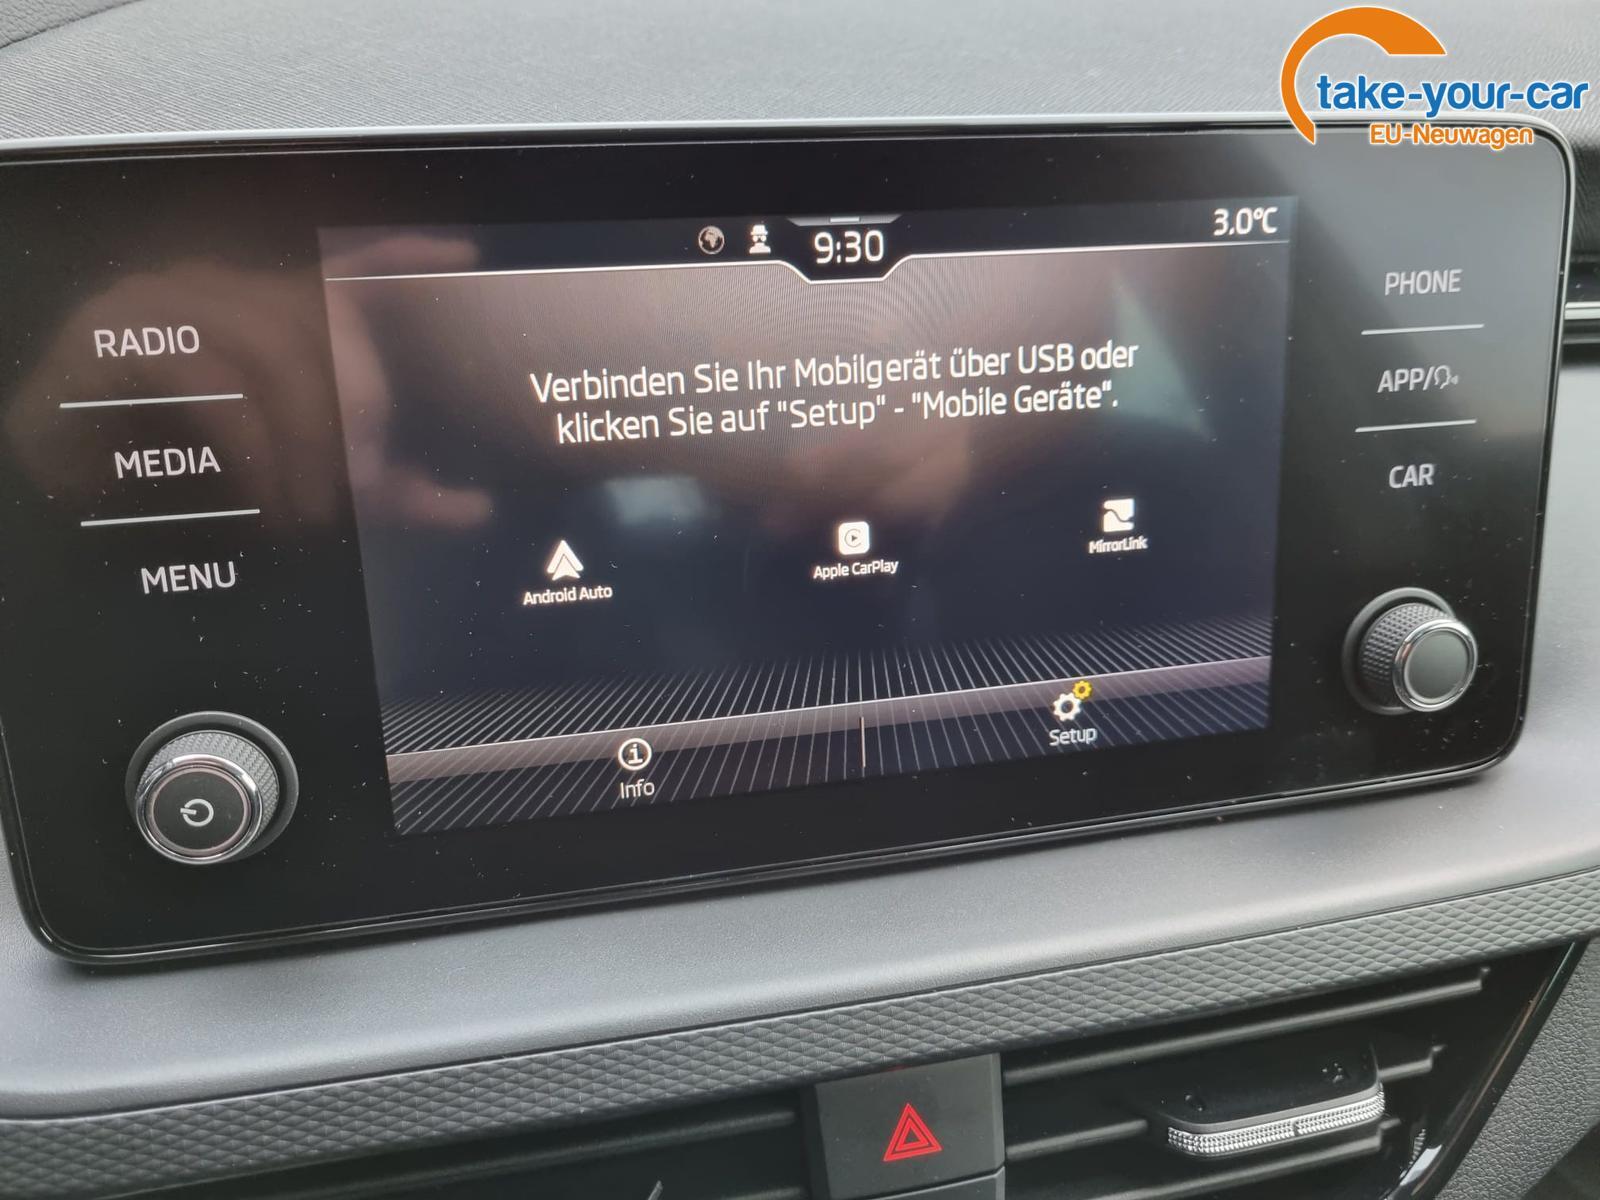 take-your-car
EU-Neuwagen
9:30
3.0°C
RADIO
MEDIA
MENU
Verbinden Sie Ihr Mobilgerät über USB oder
klicken Sie auf "Setup" - "Mobile Geräte".
Android Auto
Apple CarPlay
MirrorLink
Info
Setup
PHONE
APP/
CAR